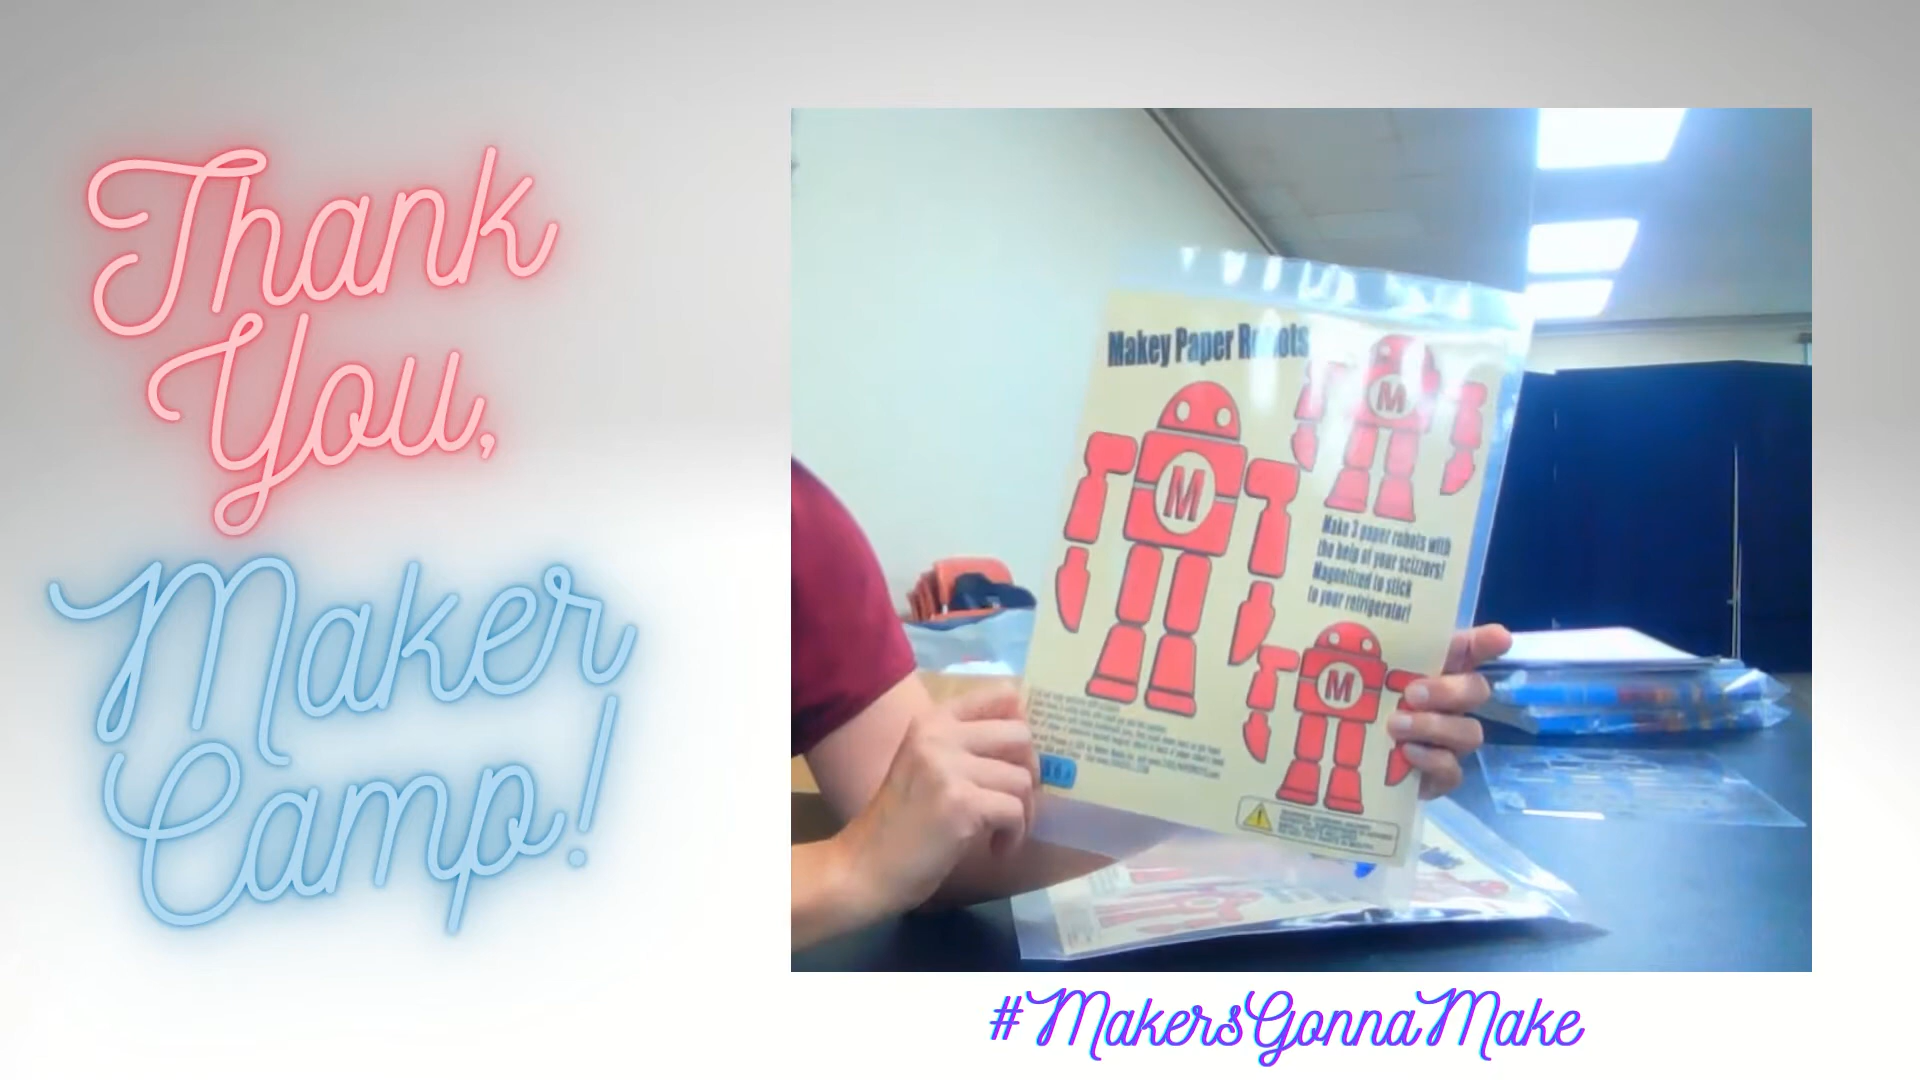 Thank
You,
Maker
Camp!
Makey Paper Robots
M
M
Make 3 paper robots with
the help of your scizzors!
Magnetized to stick
to your refrigerator!
M
#MakersGonnaMake